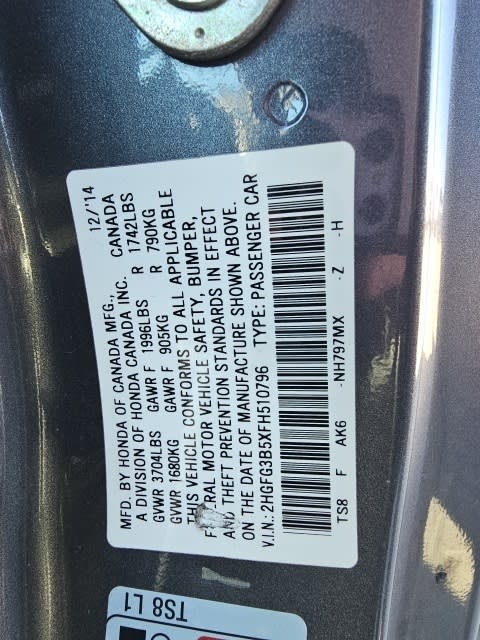 MFD. BY HONDA OF CANADA MFG., 12/'14
A DIVISION OF HONDA CANADA INC. CANADA
GVWR 3704LBS GAWR F 1996LBS R 1742LBS
GVWR 1680KG GAWR F 905KG R 790KG
THIS VEHICLE CONFORMS TO ALL APPLICABLE
F RAL MOTOR VEHICLE SAFETY, BUMPER,
AND THEFT PREVENTION STANDARDS IN EFFECT
ON THE DATE OF MANUFACTURE SHOWN ABOVE.
V.I.N.: 2HGFG3B5XFH510796 TYPE: PASSENGER CAR
TS8 F AK6 -NH797MX -Z -H
TS8 L1